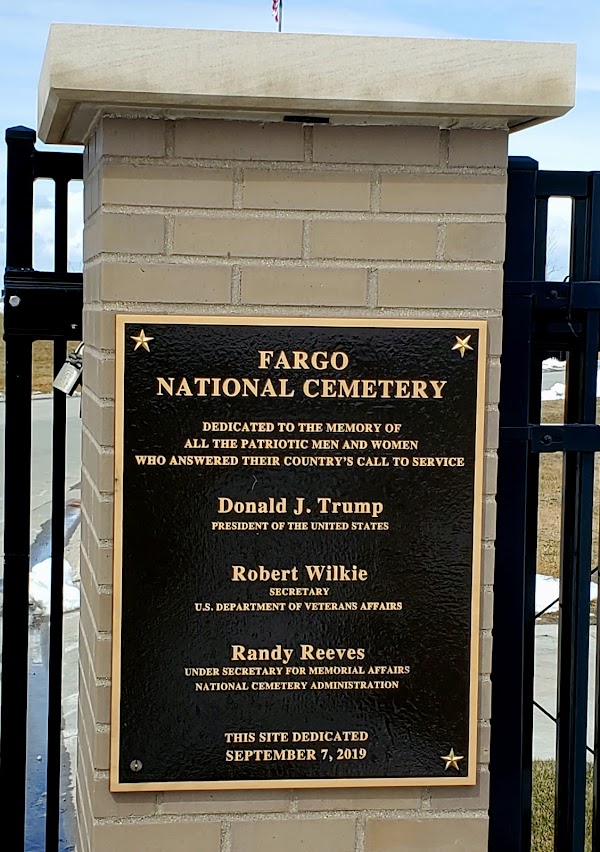 FARGO
NATIONAL CEMETERY
DEDICATED TO THE MEMORY OF
ALL THE PATRIOTIC MEN AND WOMEN
WHO ANSWERED THEIR COUNTRY'S CALL TO SERVICE
Donald J. Trump
PRESIDENT OF THE UNITED STATES
Robert Wilkie
SECRETARY
U.S. DEPARTMENT OF VETERANS AFFAIRS
Randy Reeves
UNDER SECRETARY FOR MEMORIAL AFFAIRS
NATIONAL CEMETERY ADMINISTRATION
THIS SITE DEDICATED
SEPTEMBER 7, 2019